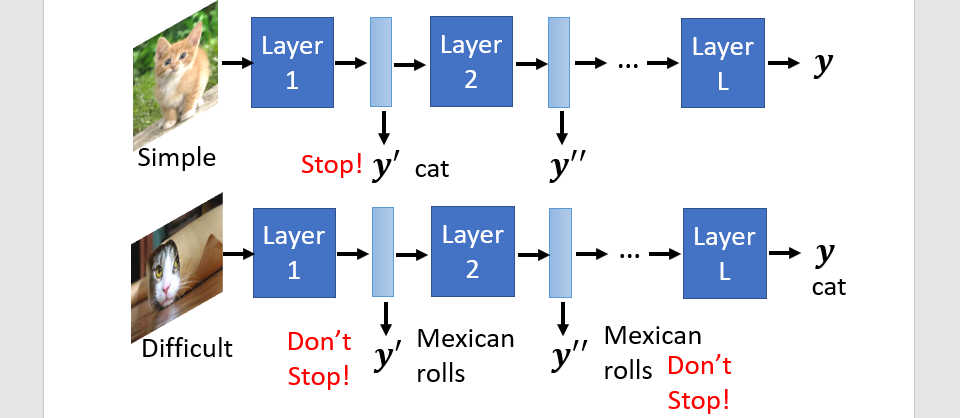 Layer
1
Layer
2
...
Layer
L
y
Simple
Stop!
y′
cat
y′′
Layer
1
Layer
2
...
Layer
L
y
cat
Difficult
Don’t
Stop!
y′
Mexican
rolls
y′′
Mexican
rolls
Don’t
Stop!